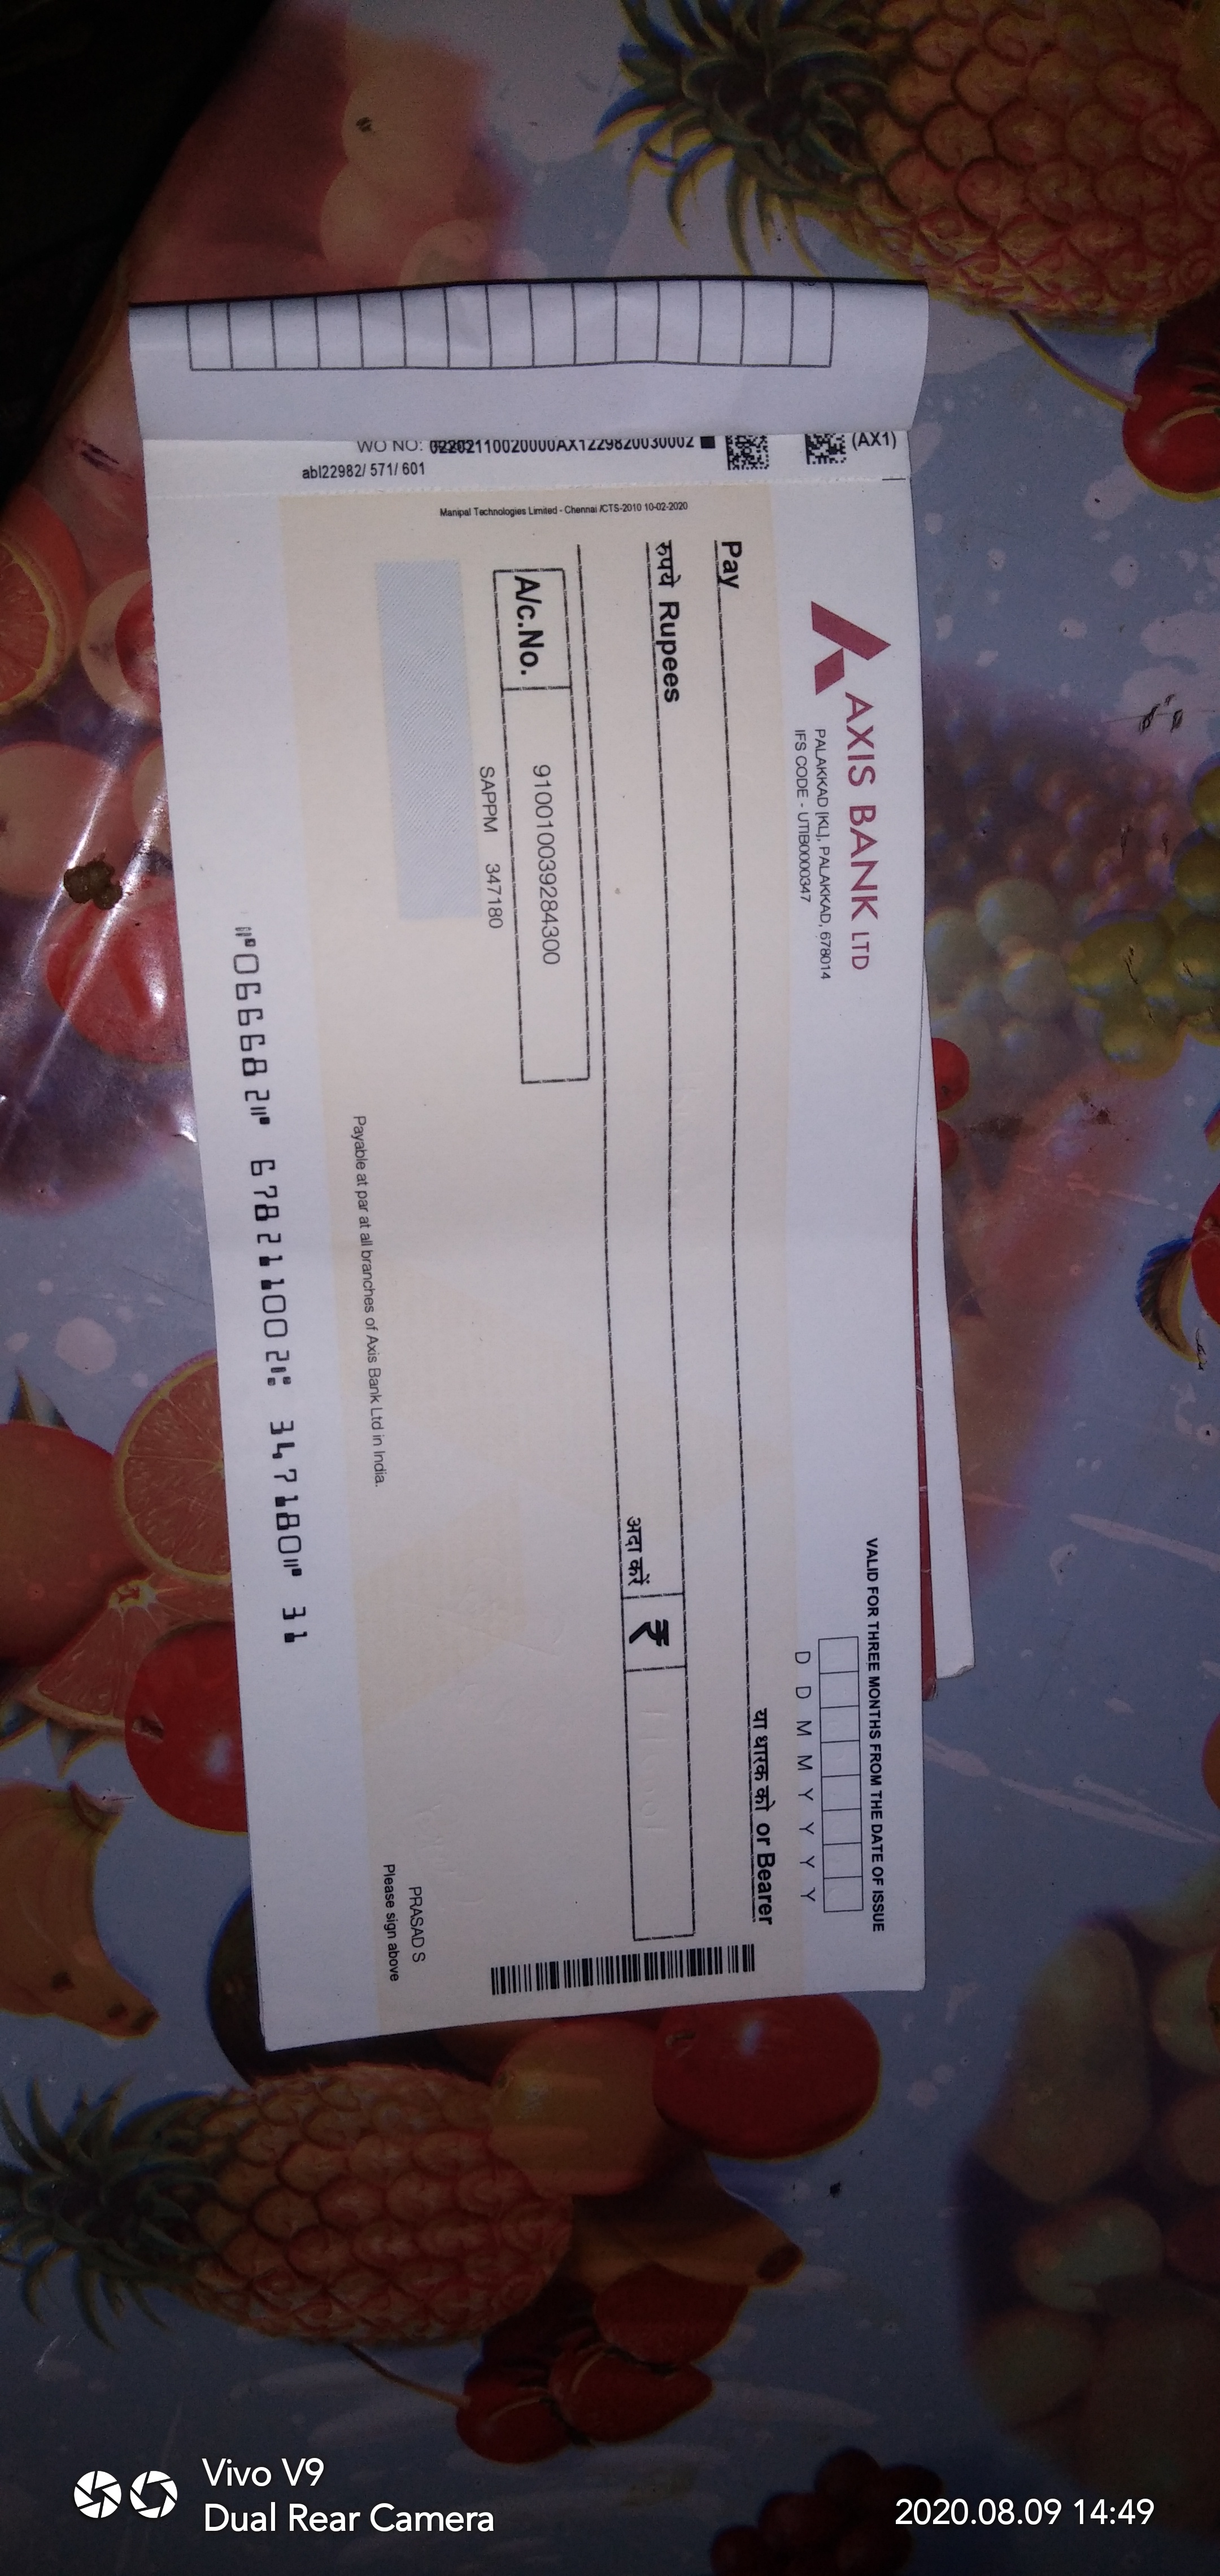 (AX1)
WO NO: 02202110020000AX1229820030002
abl22982/ 571/ 601
Manipal Technologies Limited - Chennai /CTS-2010 10-02-2020
AXIS BANK LTD
PALAKKAD [KL], PALAKKAD, 678014
IFS CODE - UTIB0000347
VALID FOR THREE MONTHS FROM THE DATE OF ISSUE
D D M M Y Y Y Y
Pay
या धारक को or Bearer
रुपये Rupees
अदा करें ₹
A/c.No. 910010039284300
SAPPM 347180
PRASAD S
Please sign above
Payable at par at all branches of Axis Bank Ltd in India.
⑈066682⑈ 678211002⑆ 347180⑈ 31
Vivo V9
Dual Rear Camera
2020.08.09 14:49